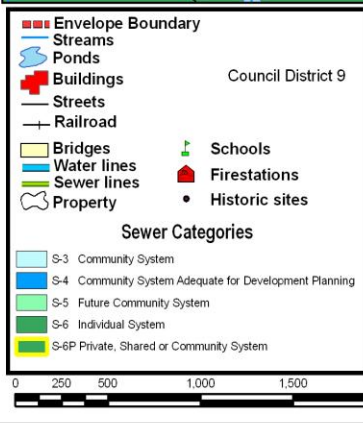 Envelope Boundary
Streams
Ponds
Buildings
Council District 9
Streets
Railroad
Bridges
Schools
Water lines
Firestations
Sewer lines
Property
Historic sites
Sewer Categories
S-3 Community System
S-4 Community System Adequate for Development Planning
S-5 Future Community System
S-6 Individual System
S-6P Private, Shared or Community System
0 250 500 1,000 1,500